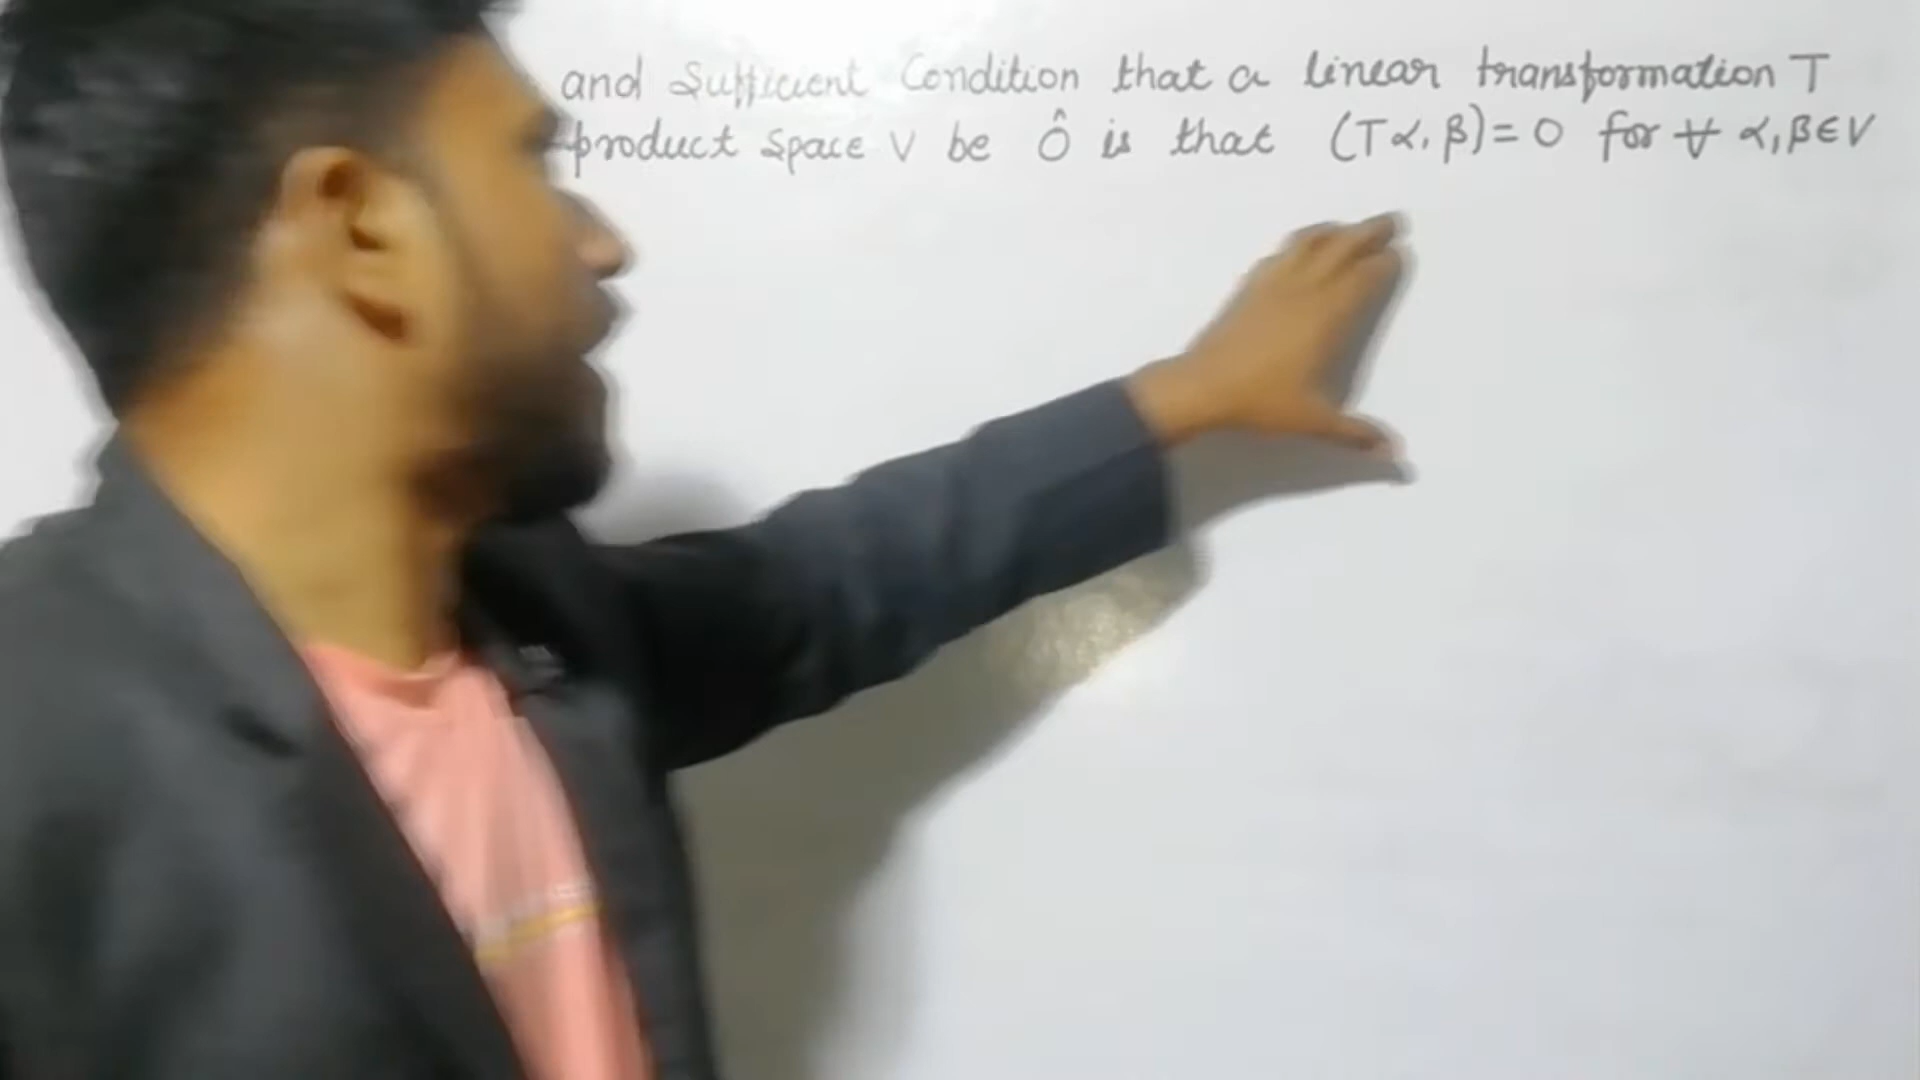 and Sufficient Condition that a linear transformation T
product space V be Ô is that (Tα, β) = 0 for ∀ α, β ∈ V